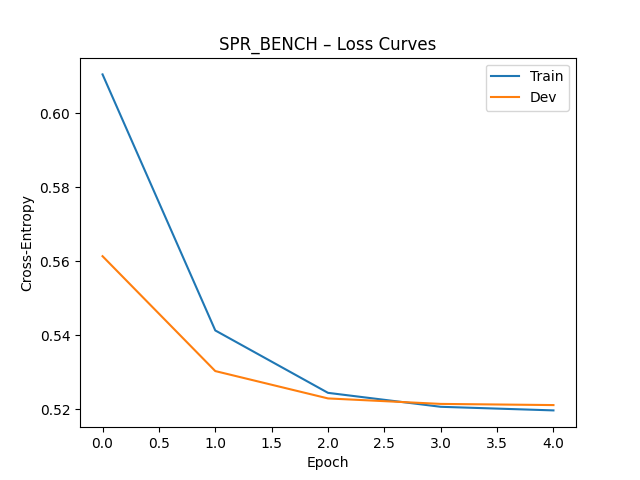 SPR_BENCH – Loss Curves
Train
Dev
Cross-Entropy
0.60
0.58
0.56
0.54
0.52
0.0 0.5 1.0 1.5 2.0 2.5 3.0 3.5 4.0
Epoch